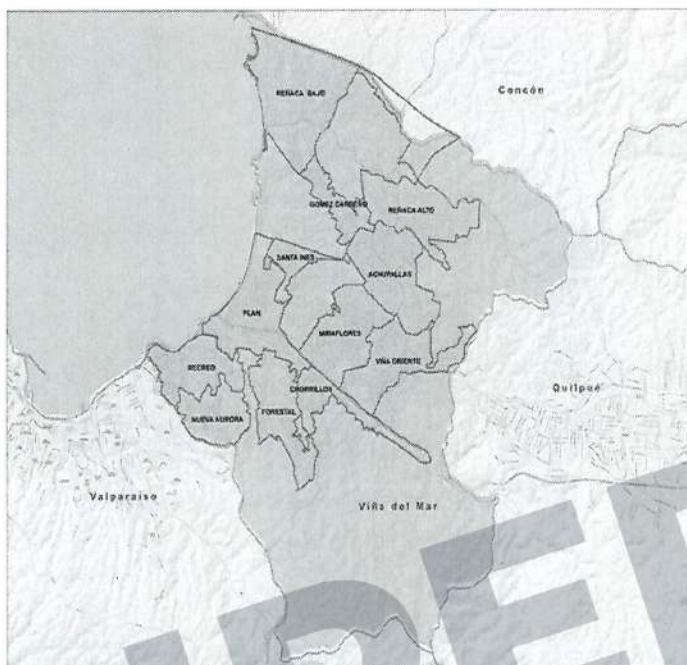 Concón
REÑACA BAJO
GOMEZ CARREÑO
REÑACA ALTO
SANTA INES
ACHUPALLAS
PLAN
MIRAFLORES
RECREO
VIÑA ORIENTE
CHORRILLOS
Quilpué
NUEVA AURORA
FORESTAL
Valparaíso
Viña del Mar